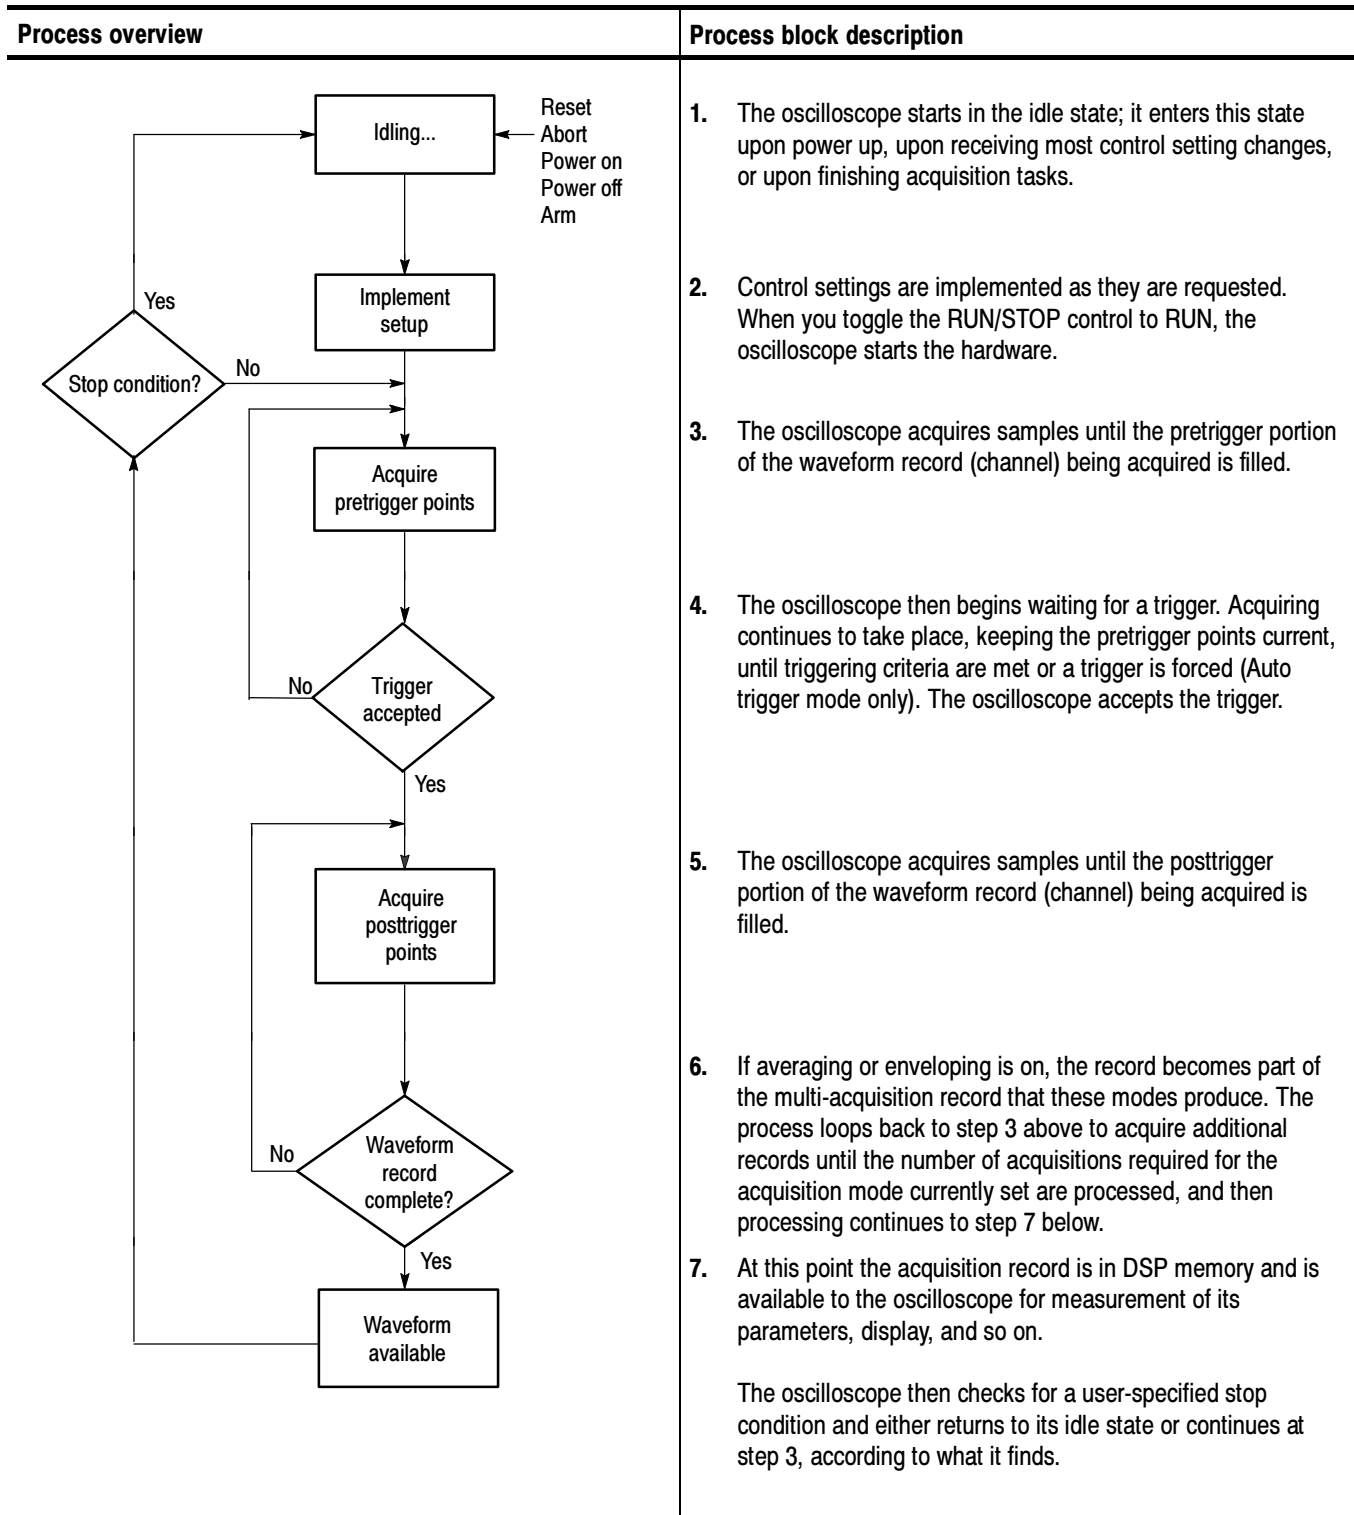 Process overview
Process block description
Idling...
Reset
Abort
Power on
Power off
Arm
Implement
setup
Yes
Stop condition?
No
Acquire
pretrigger points
No
Trigger
accepted
Yes
Acquire
posttrigger
points
No
Waveform
record
complete?
Yes
Waveform
available
1. The oscilloscope starts in the idle state; it enters this state
upon power up, upon receiving most control setting changes,
or upon finishing acquisition tasks.
2. Control settings are implemented as they are requested.
When you toggle the RUN/STOP control to RUN, the
oscilloscope starts the hardware.
3. The oscilloscope acquires samples until the pretrigger portion
of the waveform record (channel) being acquired is filled.
4. The oscilloscope then begins waiting for a trigger. Acquiring
continues to take place, keeping the pretrigger points current,
until triggering criteria are met or a trigger is forced (Auto
trigger mode only). The oscilloscope accepts the trigger.
5. The oscilloscope acquires samples until the posttrigger
portion of the waveform record (channel) being acquired is
filled.
6. If averaging or enveloping is on, the record becomes part of
the multi-acquisition record that these modes produce. The
process loops back to step 3 above to acquire additional
records until the number of acquisitions required for the
acquisition mode currently set are processed, and then
processing continues to step 7 below.
7. At this point the acquisition record is in DSP memory and is
available to the oscilloscope for measurement of its
parameters, display, and so on.
The oscilloscope then checks for a user-specified stop
condition and either returns to its idle state or continues at
step 3, according to what it finds.